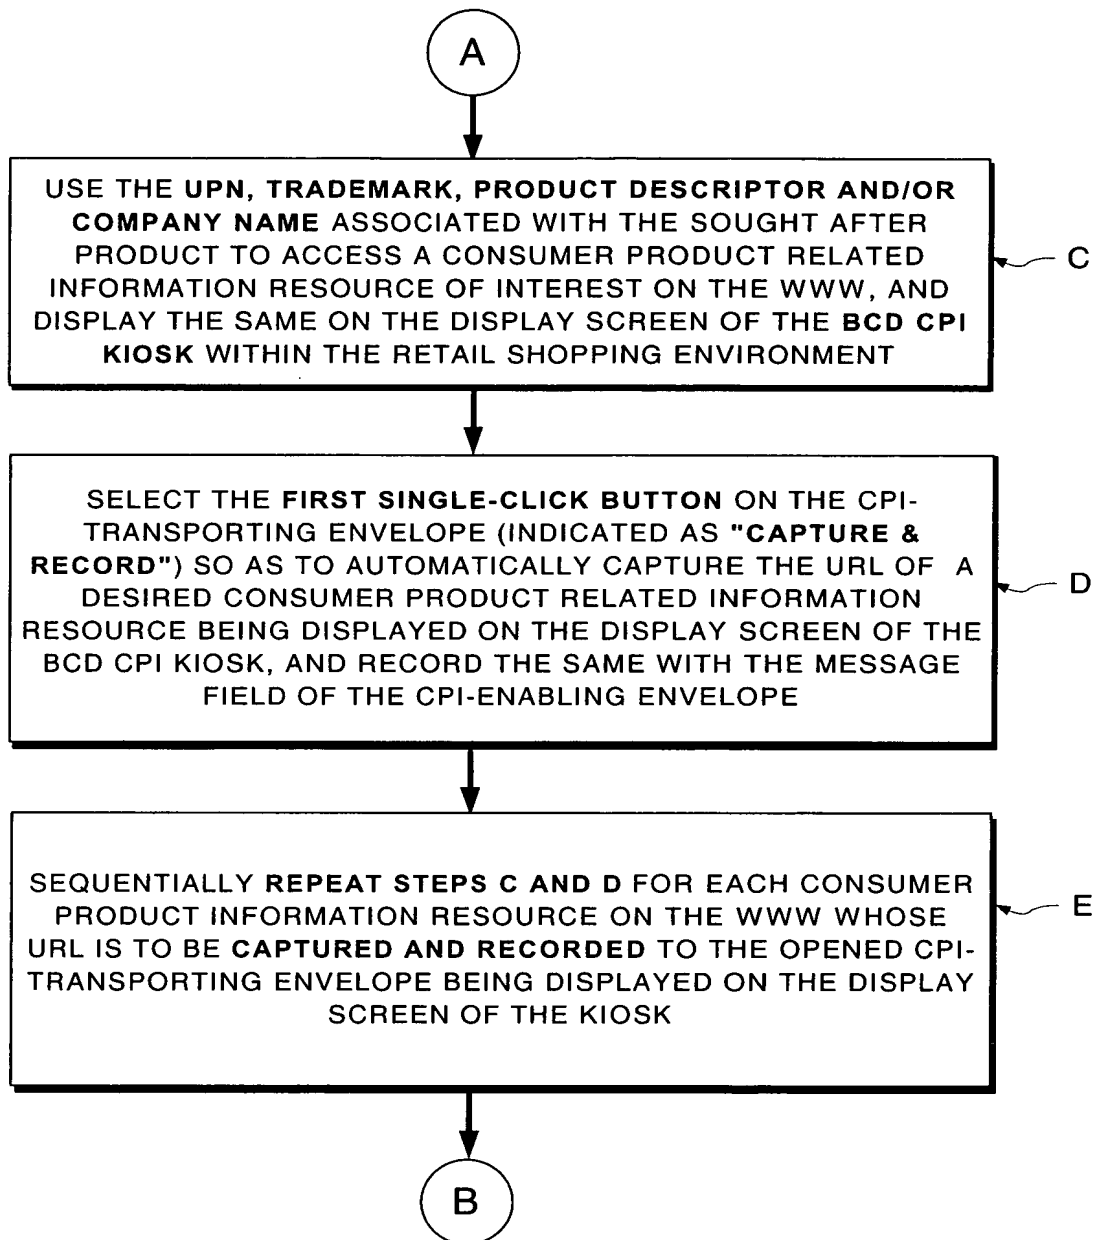 A
USE THE UPN, TRADEMARK, PRODUCT DESCRIPTOR AND/OR
COMPANY NAME ASSOCIATED WITH THE SOUGHT AFTER
PRODUCT TO ACCESS A CONSUMER PRODUCT RELATED
INFORMATION RESOURCE OF INTEREST ON THE WWW, AND
DISPLAY THE SAME ON THE DISPLAY SCREEN OF THE BCD CPI
KIOSK WITHIN THE RETAIL SHOPPING ENVIRONMENT
C
SELECT THE FIRST SINGLE-CLICK BUTTON ON THE CPI-
TRANSPORTING ENVELOPE (INDICATED AS "CAPTURE &
RECORD") SO AS TO AUTOMATICALLY CAPTURE THE URL OF A
DESIRED CONSUMER PRODUCT RELATED INFORMATION
RESOURCE BEING DISPLAYED ON THE DISPLAY SCREEN OF THE
BCD CPI KIOSK, AND RECORD THE SAME WITH THE MESSAGE
FIELD OF THE CPI-ENABLING ENVELOPE
D
SEQUENTIALLY REPEAT STEPS C AND D FOR EACH CONSUMER
PRODUCT INFORMATION RESOURCE ON THE WWW WHOSE
URL IS TO BE CAPTURED AND RECORDED TO THE OPENED CPI-
TRANSPORTING ENVELOPE BEING DISPLAYED ON THE DISPLAY
SCREEN OF THE KIOSK
E
B